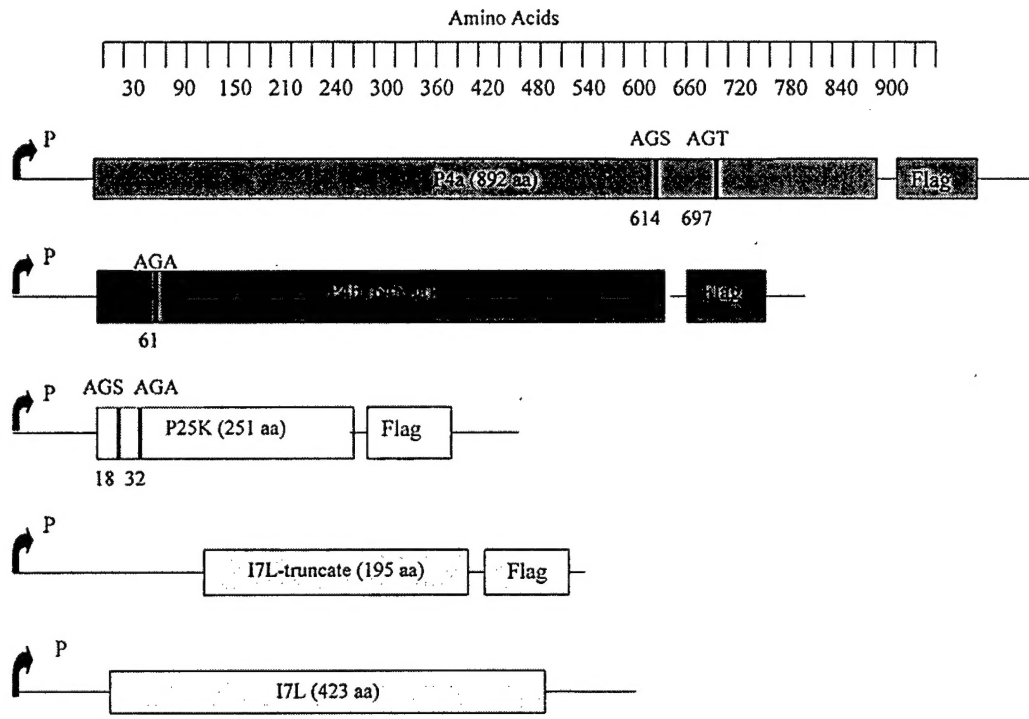 Amino Acids
30 90 150 210 240 300 360 420 480 540 600 660 720 780 840 900
P AGS AGT
P4a (892 aa) Flag
614 697
P AGA
Flag
61
P AGS AGA
P25K (251 aa) Flag
18 32
P
I7L-truncate (195 aa) Flag
P
I7L (423 aa)